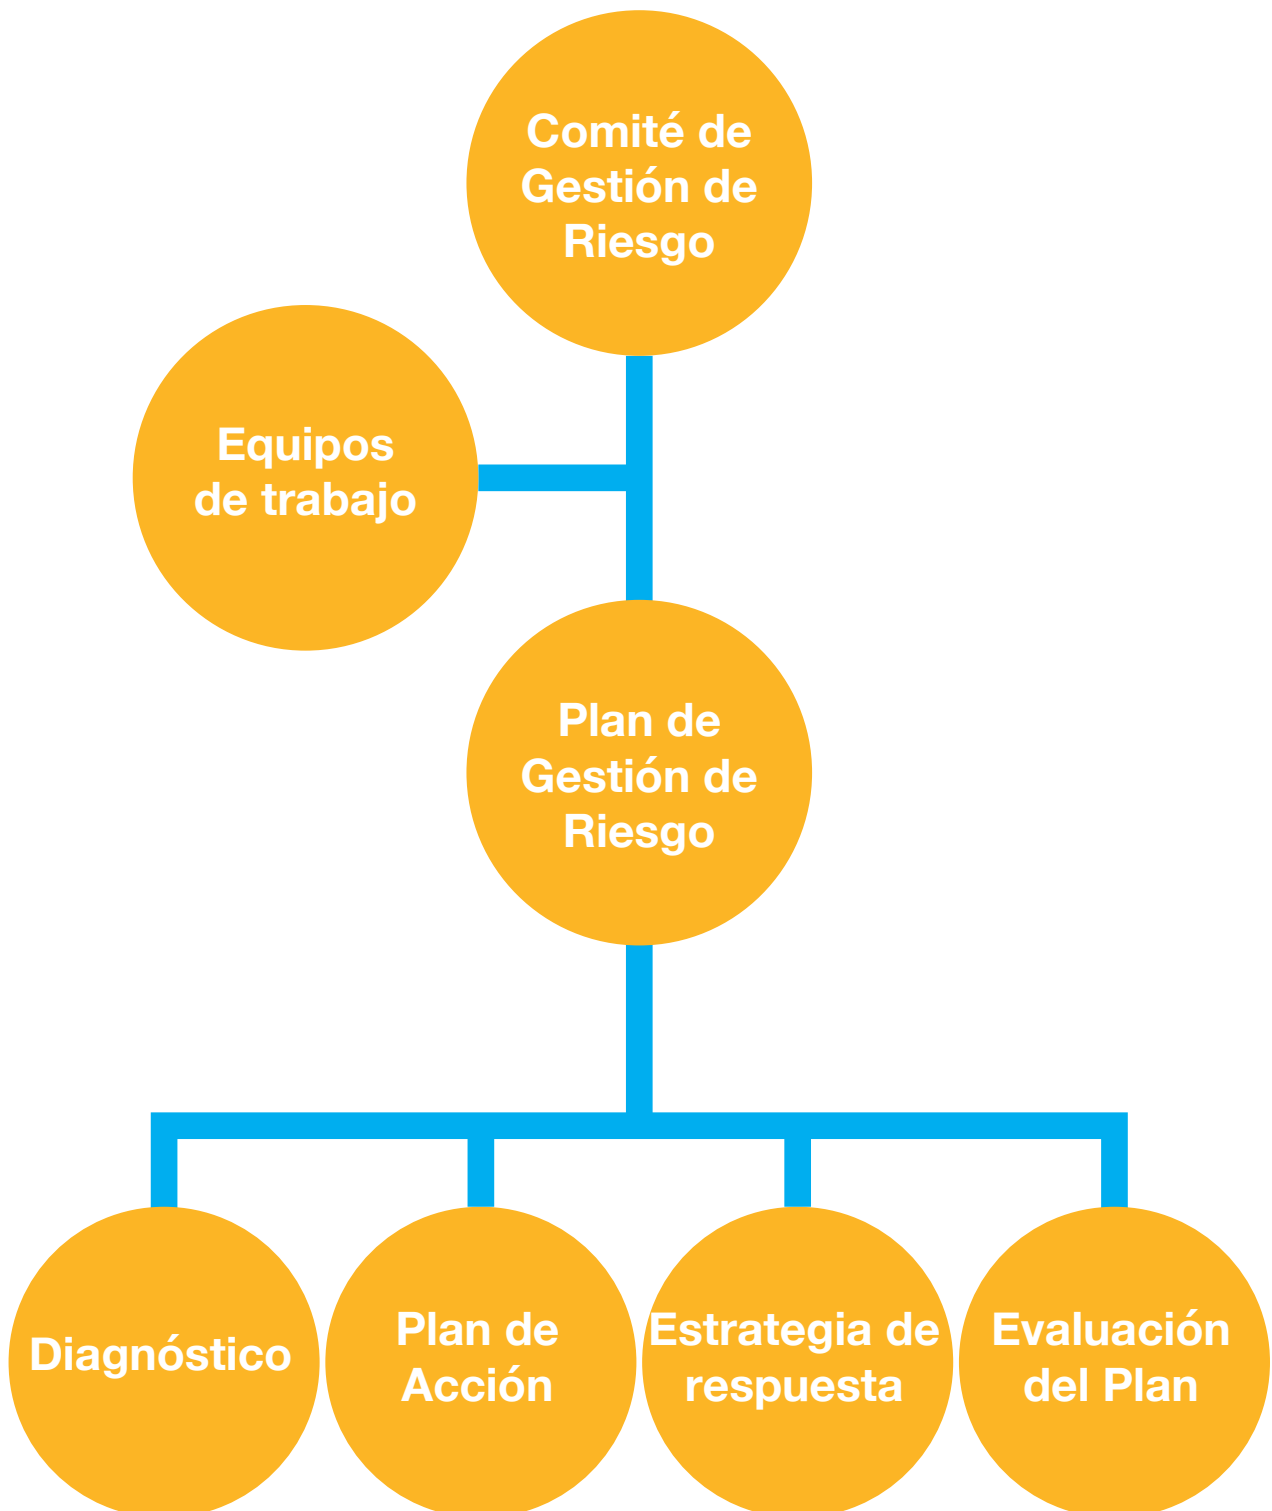 Comité de
Gestión de
Riesgo
Equipos
de trabajo
Plan de
Gestión de
Riesgo
Diagnóstico
Plan de
Acción
Estrategia de
respuesta
Evaluación
del Plan